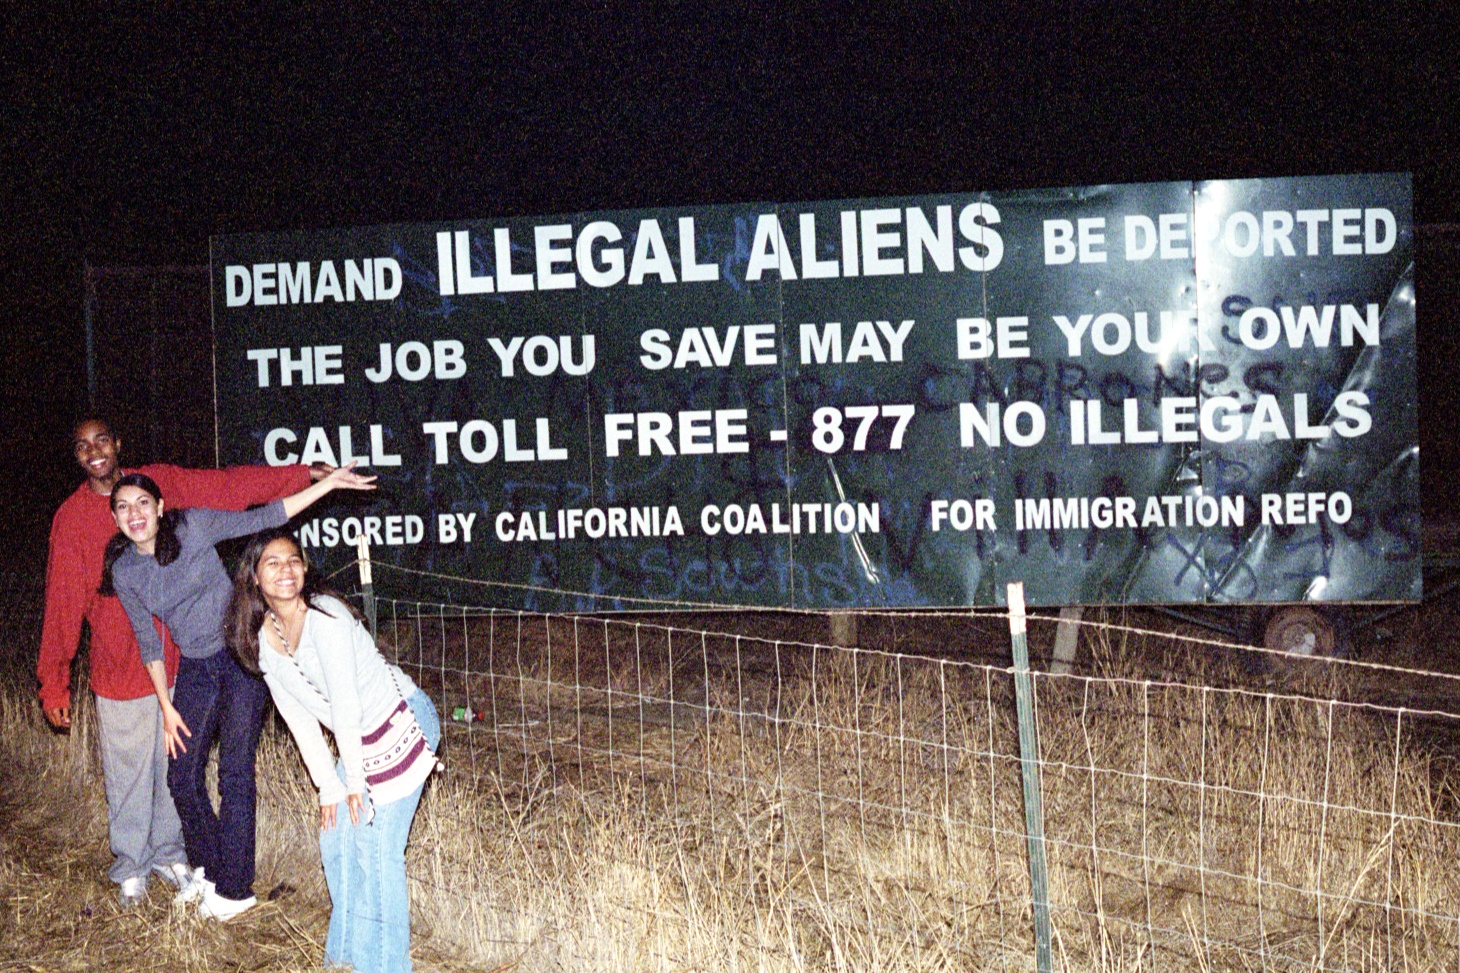 DEMAND ILLEGAL ALIENS BE DEPORTED
THE JOB YOU SAVE MAY BE YOUR OWN
CALL TOLL FREE - 877 NO ILLEGALS
NSORED BY CALIFORNIA COALITION FOR IMMIGRATION REFO
CABRONES